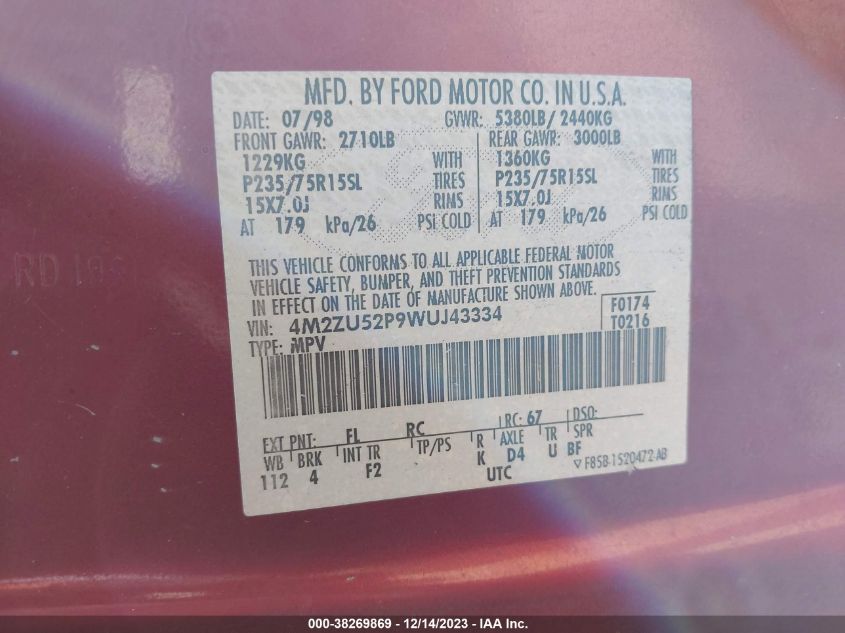 MFD. BY FORD MOTOR CO. IN U.S.A.
DATE: 07/98 GVWR: 5380LB/ 2440KG
FRONT GAWR: 2710LB REAR GAWR: 3000LB
1229KG WITH 1360KG WITH
P235/75R15SL TIRES P235/75R15SL TIRES
15X7.0J RIMS 15X7.0J RIMS
AT 179 kPa/26 PSI COLD AT 179 kPa/26 PSI COLD
THIS VEHICLE CONFORMS TO ALL APPLICABLE FEDERAL MOTOR
VEHICLE SAFETY, BUMPER, AND THEFT PREVENTION STANDARDS
IN EFFECT ON THE DATE OF MANUFACTURE SHOWN ABOVE.
VIN: 4M2ZU52P9WUJ43334 F0174
TYPE: MPV T0216
EXT PNT: FL RC RC: 67 DSO:
WB BRK INT TR TP/PS R AXLE TR SPR
112 4 F2 K D4 U BF
UTC F85B-1520472-AB
RD
000-38269869 - 12/14/2023 - IAA Inc.